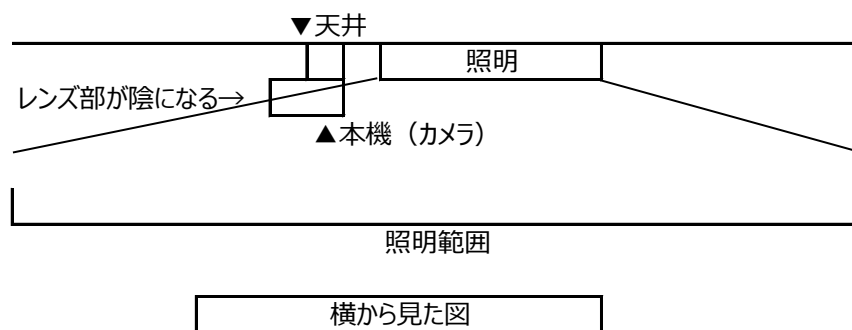 ▼天井
照明
レンズ部が陰になる→
▲本機（カメラ）
照明範囲
横から見た図